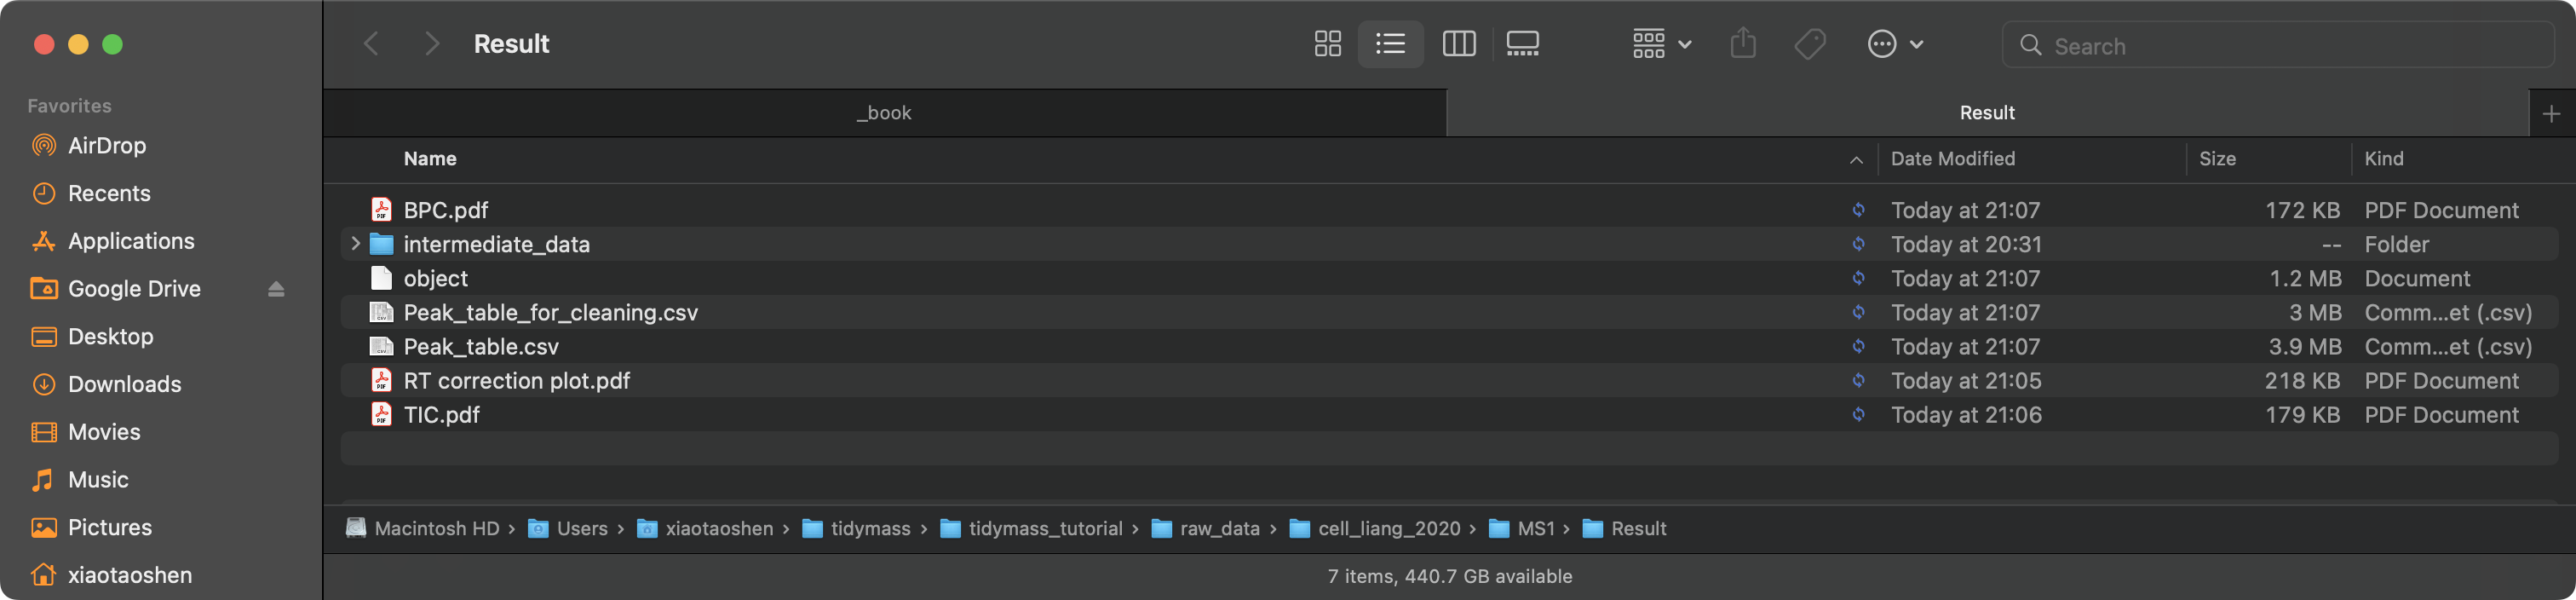 Result
Search
_book
Result
Favorites
AirDrop
Recents
Applications
Google Drive
Desktop
Downloads
Movies
Music
Pictures
xiaotaoshen
Name Date Modified Size Kind
BPC.pdf Today at 21:07 172 KB PDF Document
intermediate_data Today at 20:31 -- Folder
object Today at 21:07 1.2 MB Document
Peak_table_for_cleaning.csv Today at 21:07 3 MB Comm...et (.csv)
Peak_table.csv Today at 21:07 3.9 MB Comm...et (.csv)
RT correction plot.pdf Today at 21:05 218 KB PDF Document
TIC.pdf Today at 21:06 179 KB PDF Document
Macintosh HD › Users › xiaotaoshen › tidymass › tidymass_tutorial › raw_data › cell_liang_2020 › MS1 › Result
7 items, 440.7 GB available